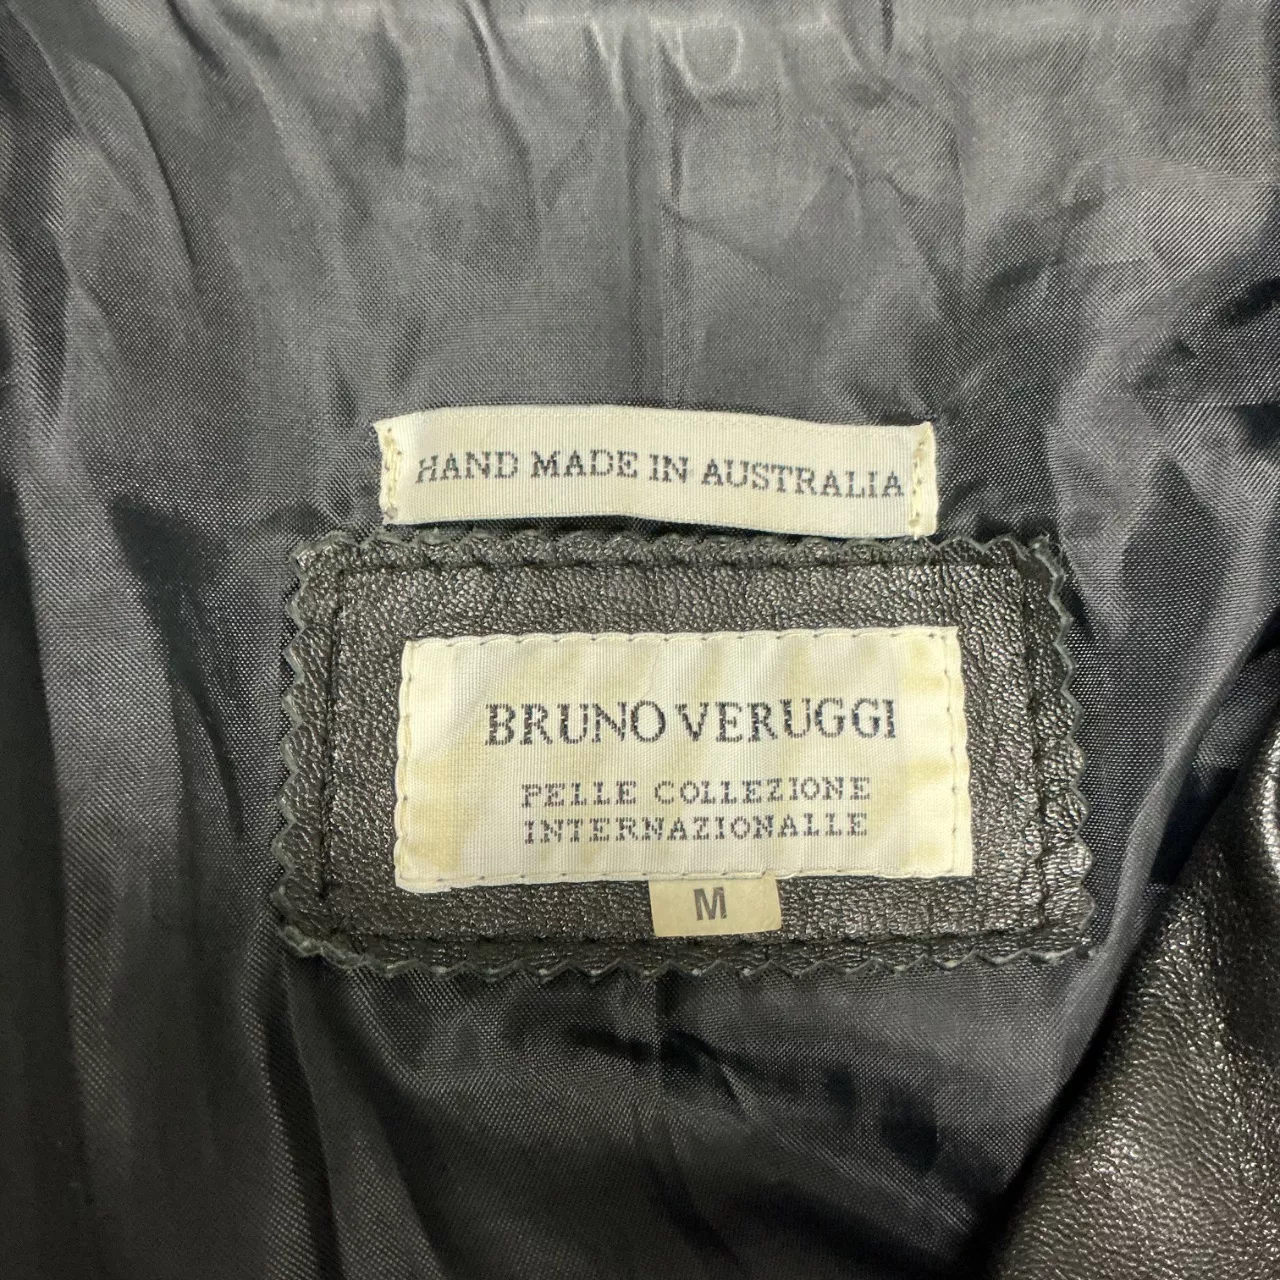 HAND MADE IN AUSTRALIA
BRUNO VERUGGI
PELLE COLLEZIONE
INTERNAZIONALLE
M